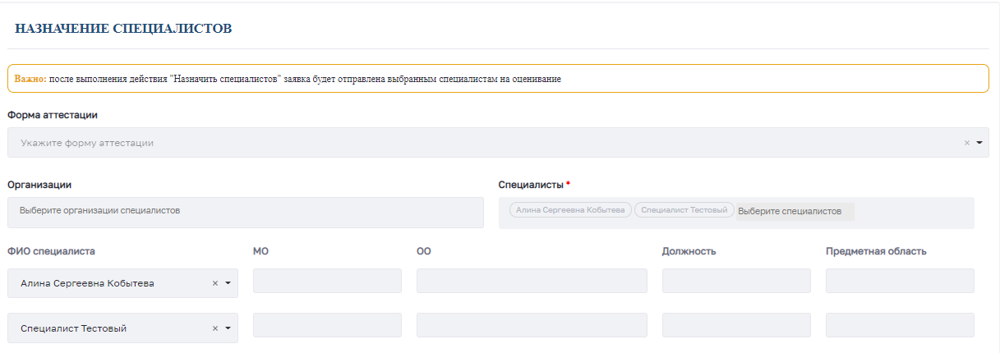 НАЗНАЧЕНИЕ СПЕЦИАЛИСТОВ
Важно: после выполнения действия "Назначить специалистов" заявка будет отправлена выбранным специалистам на оценивание
Форма аттестации
Укажите форму аттестации
Организации Специалисты *
Выберите организации специалистов Алина Сергеевна Кобытева Специалист Тестовый Выберите специалистов
ФИО специалиста МО ОО Должность Предметная область
Алина Сергеевна Кобытева
Специалист Тестовый